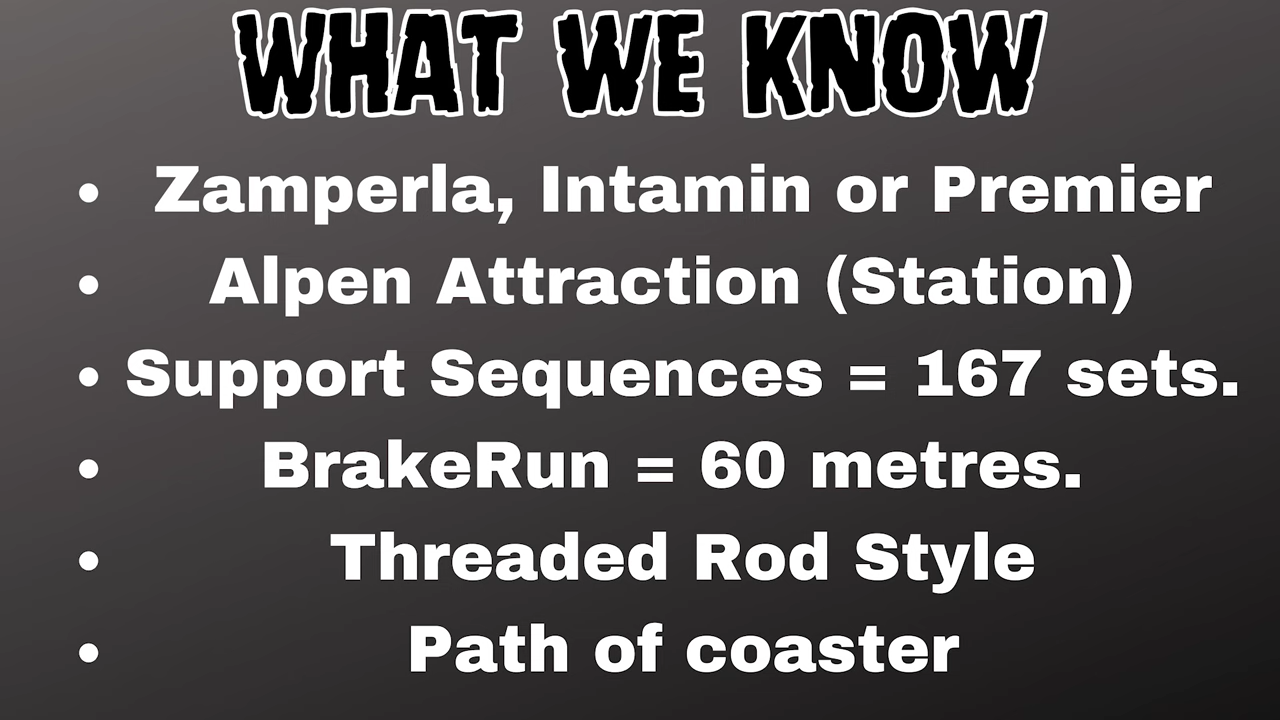 WHAT WE KNOW
• Zamperla, Intamin or Premier
• Alpen Attraction (Station)
• Support Sequences = 167 sets.
• BrakeRun = 60 metres.
• Threaded Rod Style
• Path of coaster